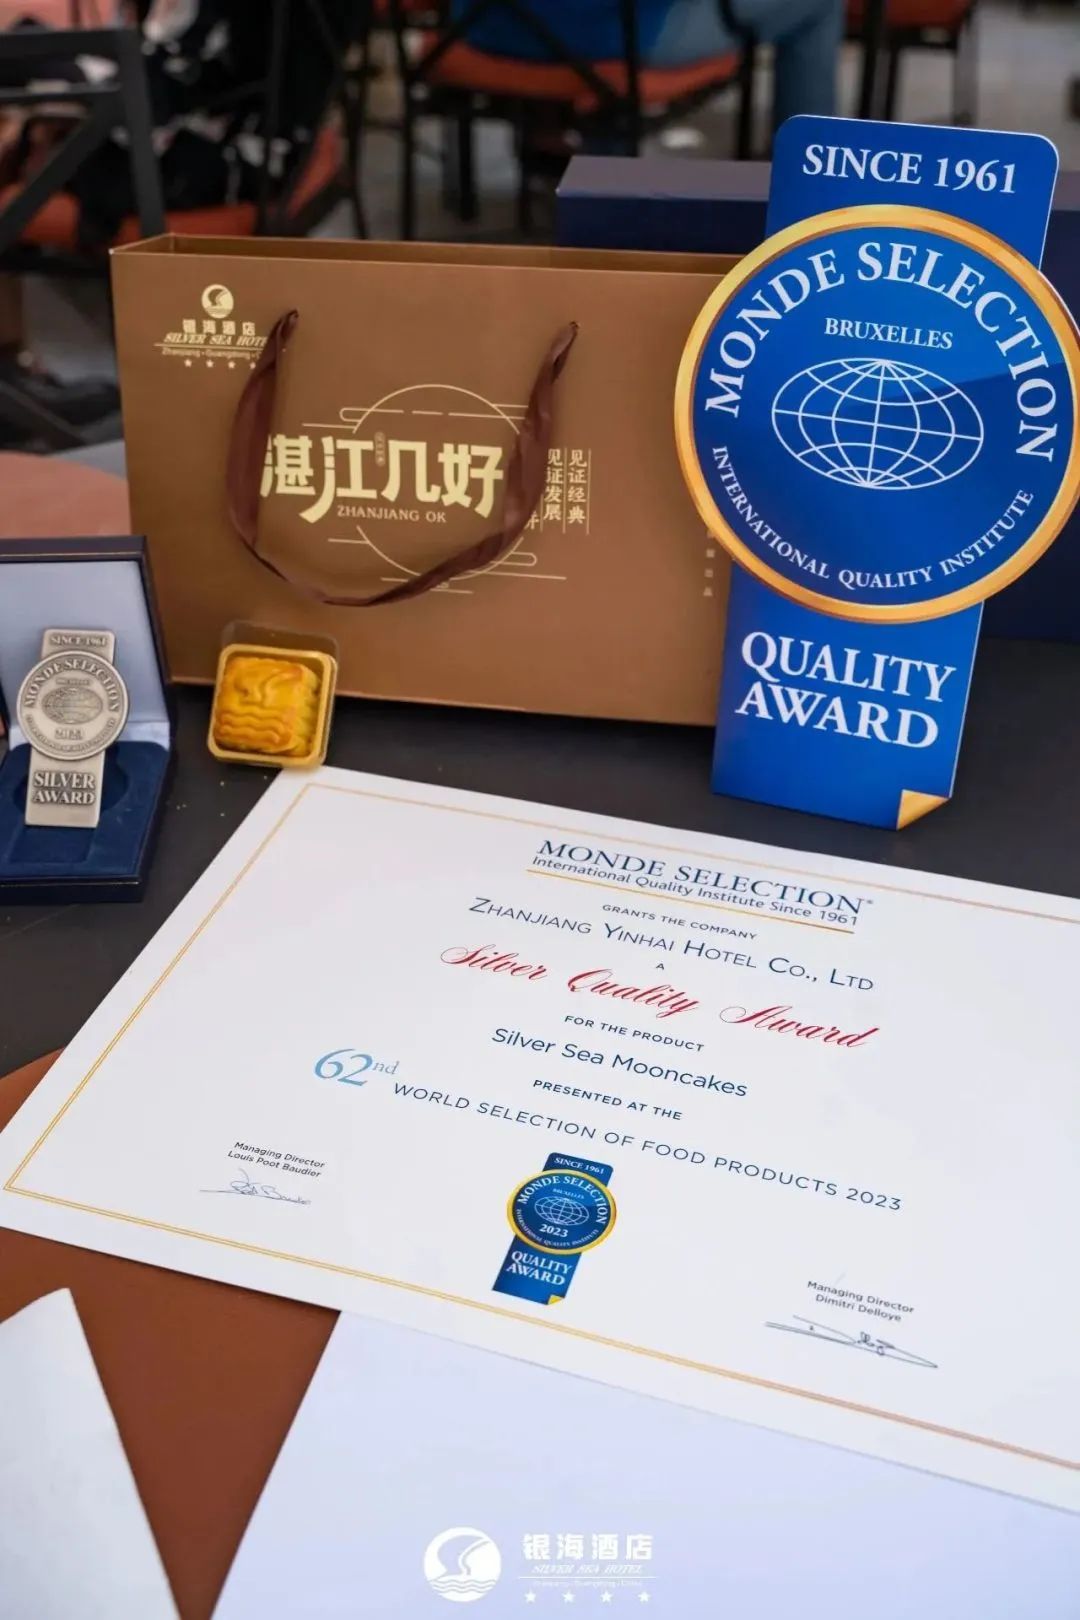 银海酒店
SILVER SEA HOTEL
湛江几好
ZHANJIANG OK
见证经典
见证发展
SINCE 1961
MONDE SELECTION
BRUXELLES
INTERNATIONAL QUALITY INSTITUTE
QUALITY
AWARD
SINCE 1961
MONDE SELECTION
2023
SILVER
AWARD
MONDE SELECTION®
International Quality Institute Since 1961
GRANTS THE COMPANY
ZHANJIANG YINHAI HOTEL CO., LTD
A
Silver Quality Award
FOR THE PRODUCT
Silver Sea Mooncakes
PRESENTED AT THE
62nd WORLD SELECTION OF FOOD PRODUCTS 2023
Managing Director
Louis Poot Baudier
SINCE 1961
MONDE SELECTION
BRUXELLES
INTERNATIONAL QUALITY INSTITUTE
2023
QUALITY
AWARD
Managing Director
Dimitri Delloye
银海酒店
SILVER SEA HOTEL